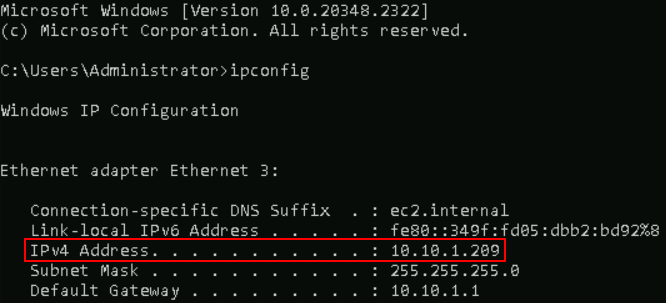 Microsoft Windows [Version 10.0.20348.2322]
(c) Microsoft Corporation. All rights reserved.
C:\Users\Administrator>ipconfig
Windows IP Configuration
Ethernet adapter Ethernet 3:
Connection-specific DNS Suffix . : ec2.internal
Link-local IPv6 Address . . . . . : fe80::349f:fd05:dbb2:bd92%8
IPv4 Address. . . . . . . . . . . : 10.10.1.209
Subnet Mask . . . . . . . . . . . : 255.255.255.0
Default Gateway . . . . . . . . . : 10.10.1.1